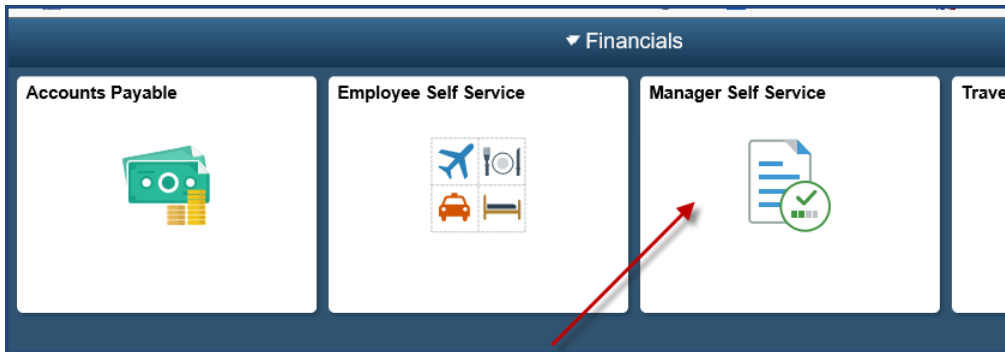 Financials
Accounts Payable
Employee Self Service
Manager Self Service
Trave